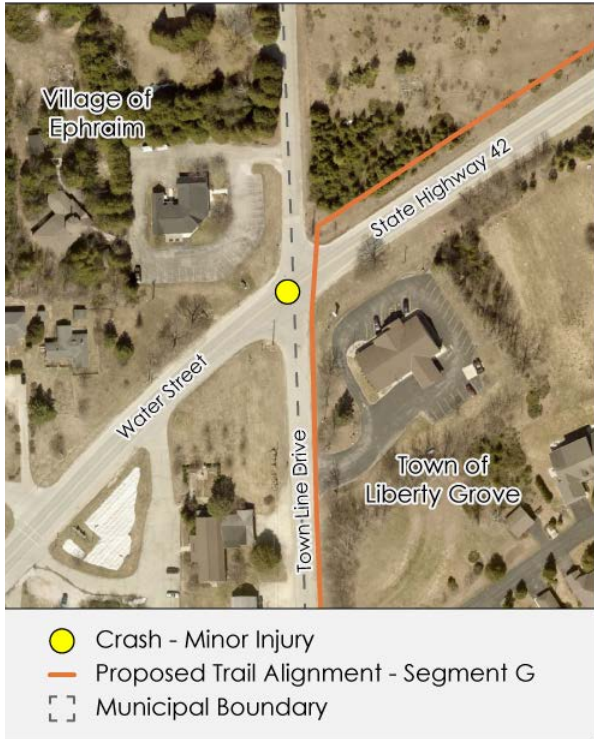 Village of
Ephraim
State Highway 42
Water Street
Town Line Drive
Town of
Liberty Grove
Crash - Minor Injury
Proposed Trail Alignment - Segment G
Municipal Boundary